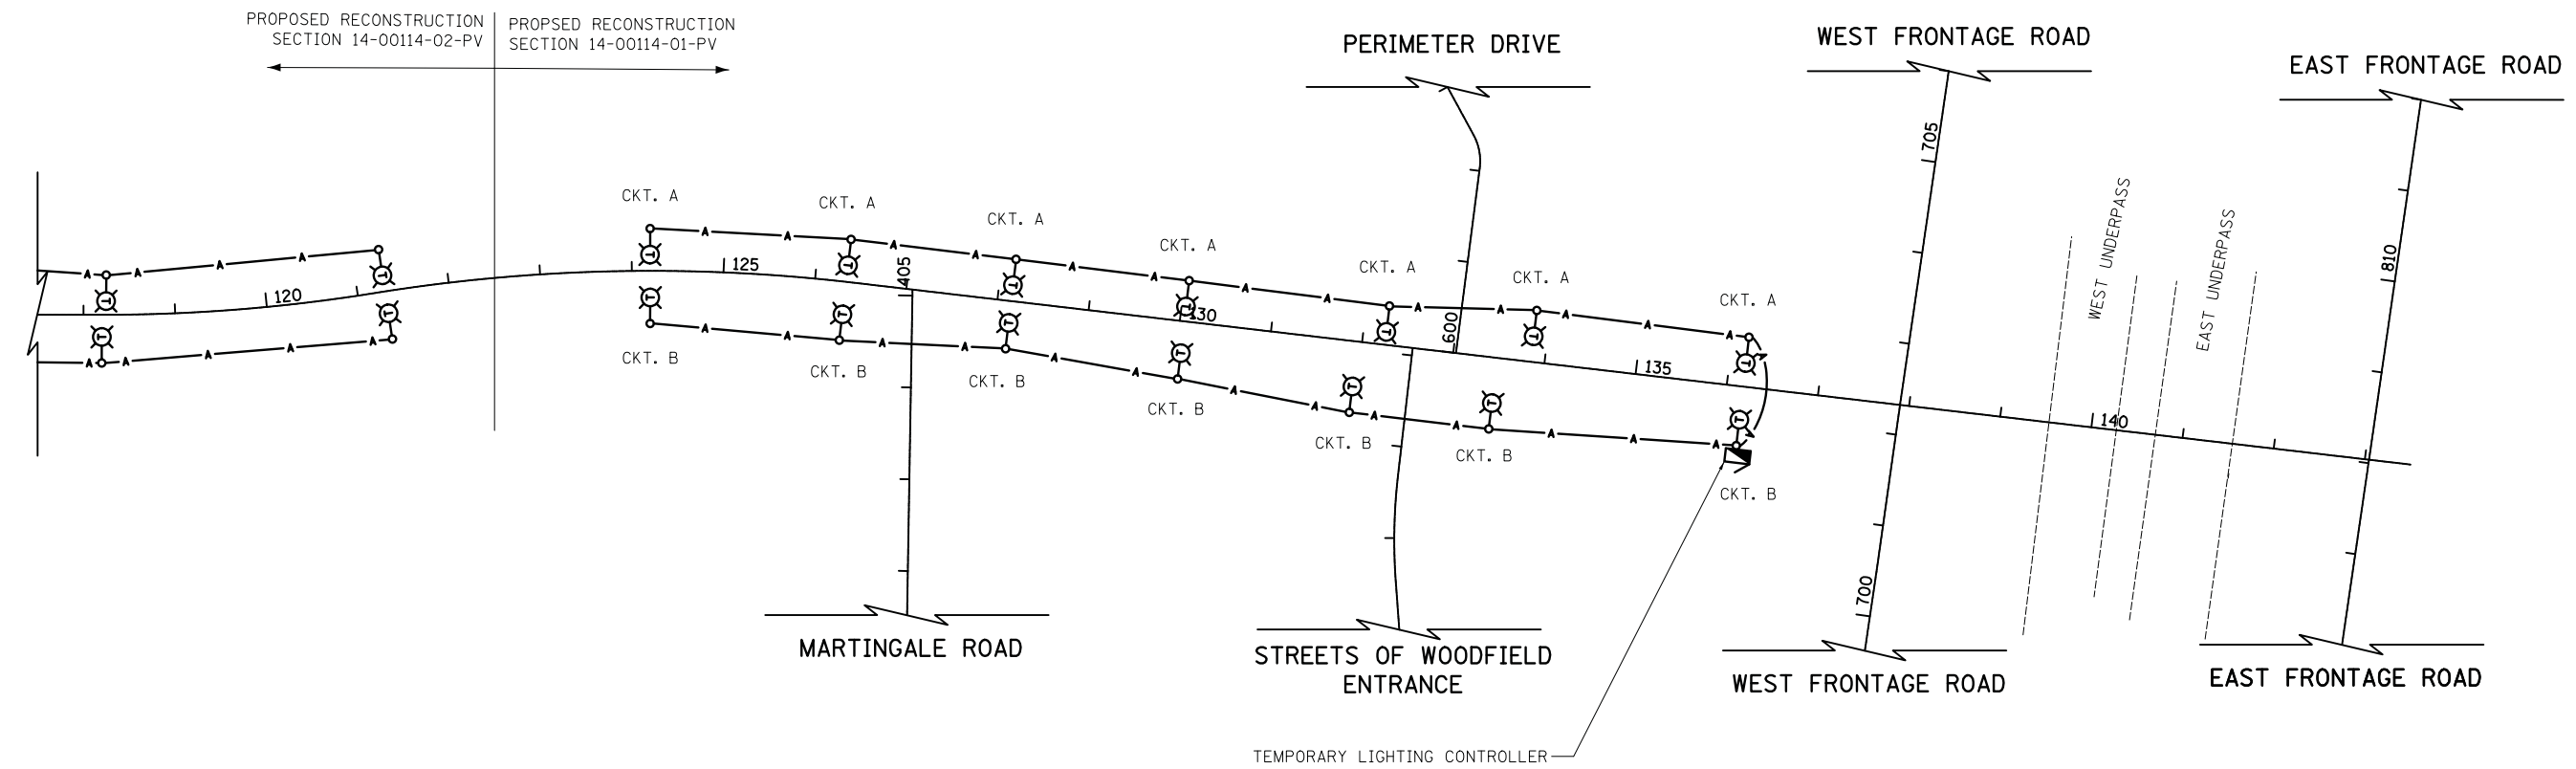 PROPOSED RECONSTRUCTION
SECTION 14-00114-02-PV
PROPSED RECONSTRUCTION
SECTION 14-00114-01-PV
PERIMETER DRIVE
WEST FRONTAGE ROAD
EAST FRONTAGE ROAD
705
WEST UNDERPASS
EAST UNDERPASS
810
CKT. A
CKT. A
CKT. A
CKT. A
CKT. A
CKT. A
CKT. A
A A A A
T T
120
125
405
130
600
135
140
A A A A A A A A A A A A
T T T T T T T
T T
A A A A
T T T T T T T
A A A A A A A A A A A A
CKT. B
CKT. B
CKT. B
CKT. B
CKT. B
CKT. B
CKT. B
700
MARTINGALE ROAD
STREETS OF WOODFIELD
ENTRANCE
WEST FRONTAGE ROAD
EAST FRONTAGE ROAD
TEMPORARY LIGHTING CONTROLLER